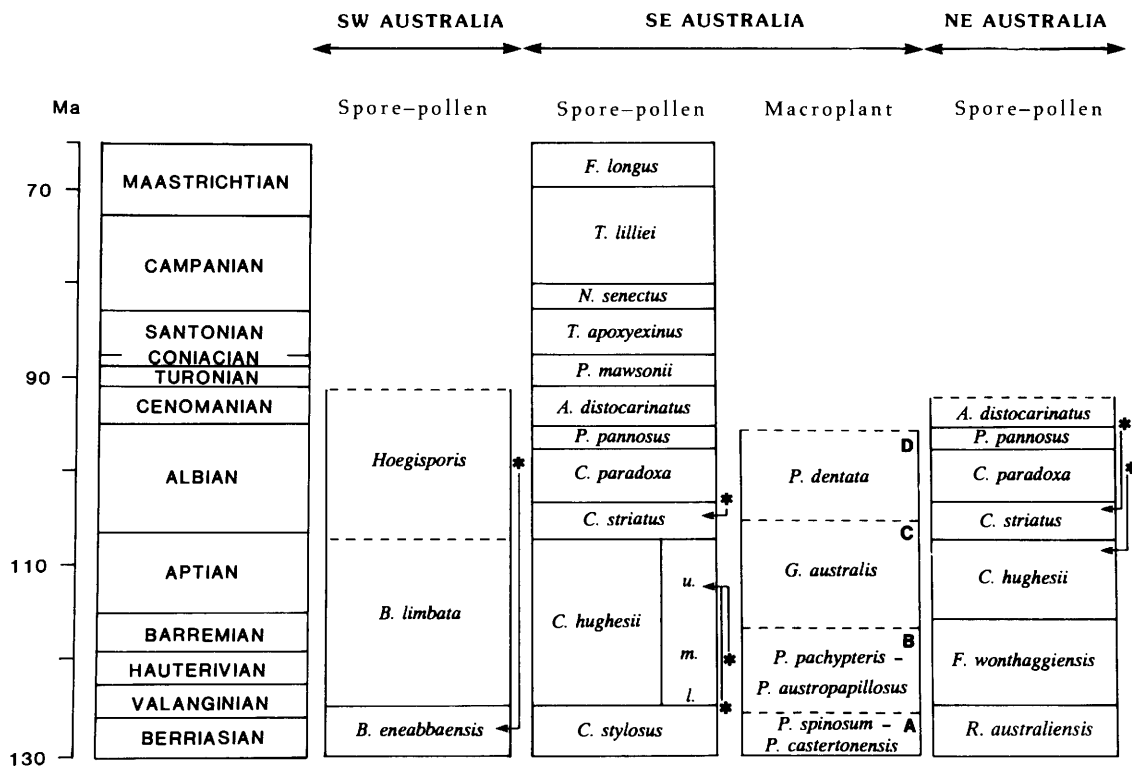 SW AUSTRALIA
SE AUSTRALIA
NE AUSTRALIA
Ma
Spore–pollen
Spore–pollen
Macroplant
Spore–pollen
70
90
110
130
MAASTRICHTIAN
CAMPANIAN
SANTONIAN
CONIACIAN
TURONIAN
CENOMANIAN
ALBIAN
APTIAN
BARREMIAN
HAUTERIVIAN
VALANGINIAN
BERRIASIAN
Hoegisporis
*
B. limbata
B. eneabbaensis
F. longus
T. lilliei
N. senectus
T. apoxyexinus
P. mawsonii
A. distocarinatus
P. pannosus
C. paradoxa
*
C. striatus
C. hughesii
u.
m.
*
l.
*
C. stylosus
D
P. dentata
C
G. australis
B
P. pachypteris –
P. austropapillosus
P. spinosum – A
P. castertonensis
A. distocarinatus
*
P. pannosus
*
C. paradoxa
C. striatus
C. hughesii
F. wonthaggiensis
R. australiensis